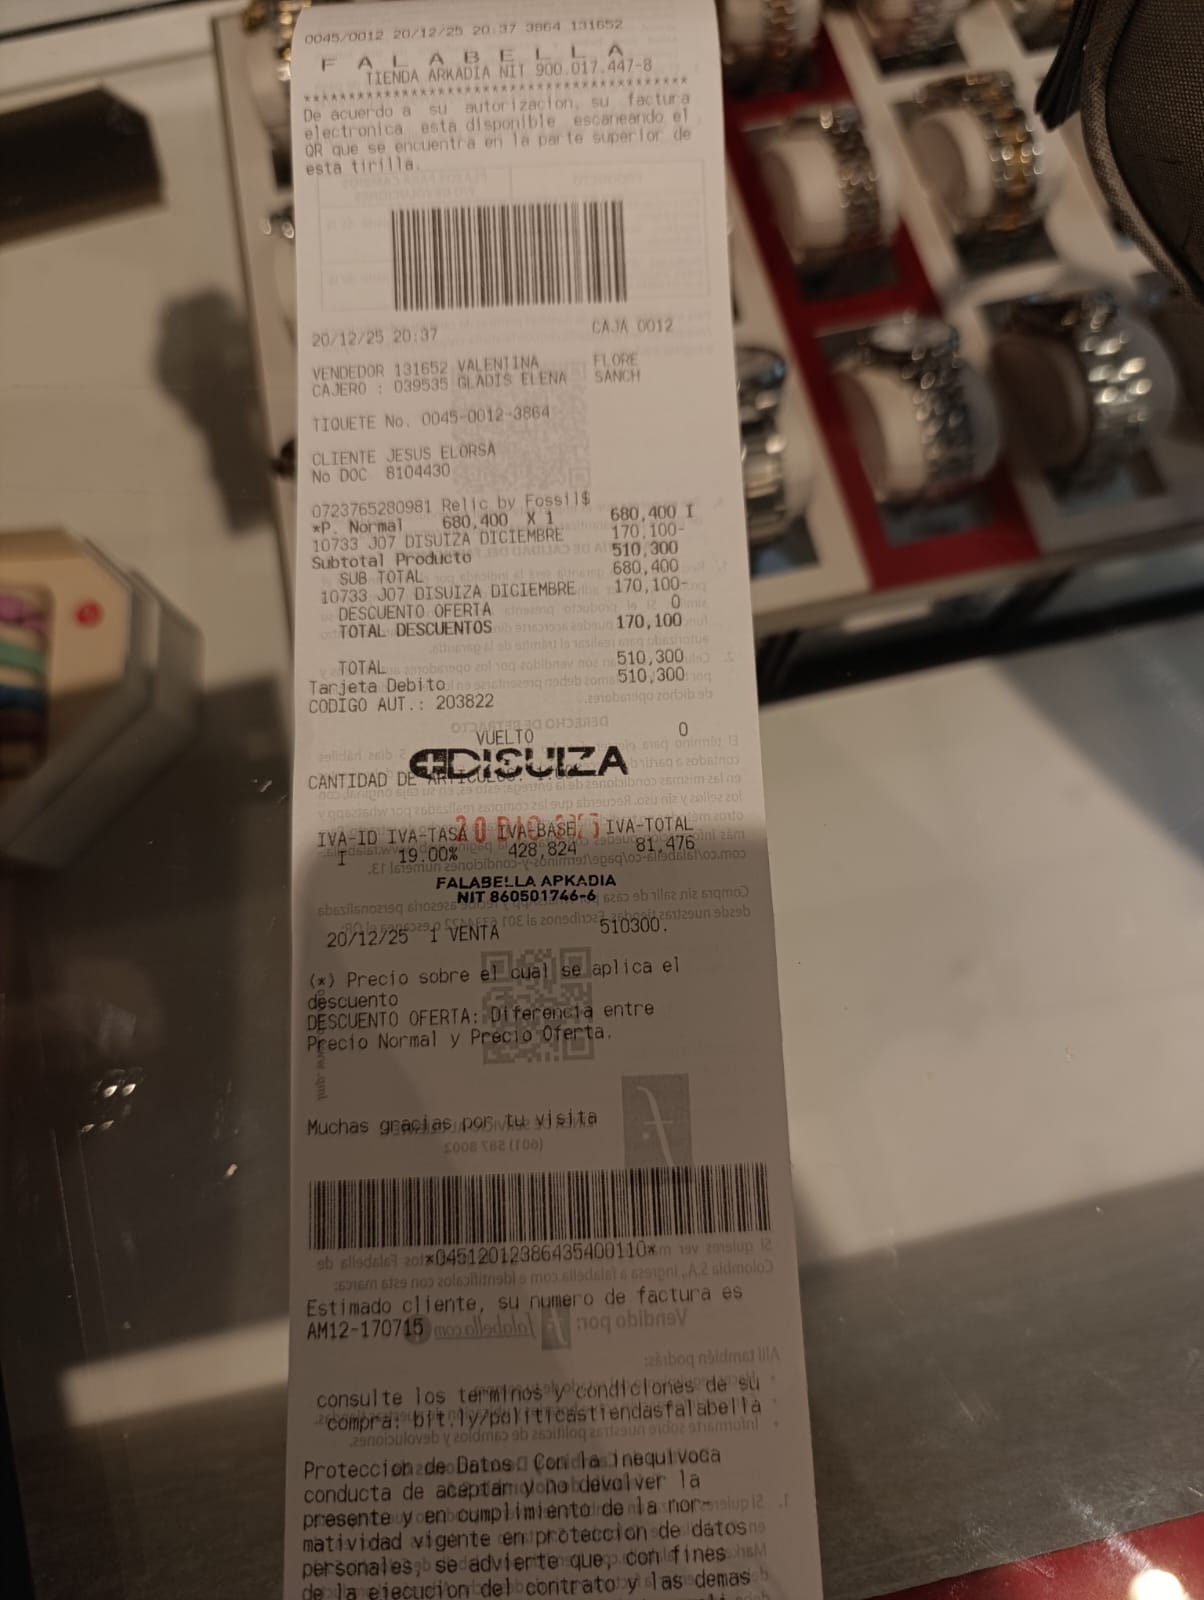 0045/0012 20/12/25 20:37 3864 131652
F A L A B E L L A
TIENDA ARKADIA NIT 900.017.447-8
****************************************
De acuerdo a su autorizacion, su factura
electronica esta disponible escaneando el
QR que se encuentra en la parte superior de
esta tirilla.
20/12/25 20:37 CAJA 0012
VENDEDOR 131652 VALENTINA FLORE
CAJERO : 039535 GLADIS ELENA SANCH
TIQUETE No. 0045-0012-3864
CLIENTE JESUS ELORSA
No DOC 8104430
0723765280981 Relic by Fossil$ 680,400 I
*P. Normal 680,400 X 1
10733 J07 DISUIZA DICIEMBRE 170,100-
Subtotal Producto 510,300
SUB TOTAL 680,400
10733 J07 DISUIZA DICIEMBRE 170,100-
DESCUENTO OFERTA 0
TOTAL DESCUENTOS 170,100
TOTAL 510,300
Tarjeta Debito 510,300
CODIGO AUT.: 203822
VUELTO 0
DISUIZA
CANTIDAD DE
20
IVA-ID IVA-TASA IVA-BASE IVA-TOTAL
I 19.00% 428,824 81,476
FALABELLA APKADIA
NIT 860501746-6
20/12/25 1 VENTA 510300.
(*) Precio sobre el cual se aplica el
descuento
DESCUENTO OFERTA: Diferencia entre
Precio Normal y Precio Oferta.
Muchas gracias por tu visita
*04512012386435400110*
Estimado cliente, su numero de factura es
AM12-170715
consulte los terminos y condiciones de su
compra: bit.ly/politicastiendasfalabella
Proteccion de Datos: Con la inequivoca
conducta de aceptar y no devolver la
presente y en cumplimiento de la nor-
matividad vigente en proteccion de datos
personales, se advierte que, con fines
de la ejecucion del contrato y las demas